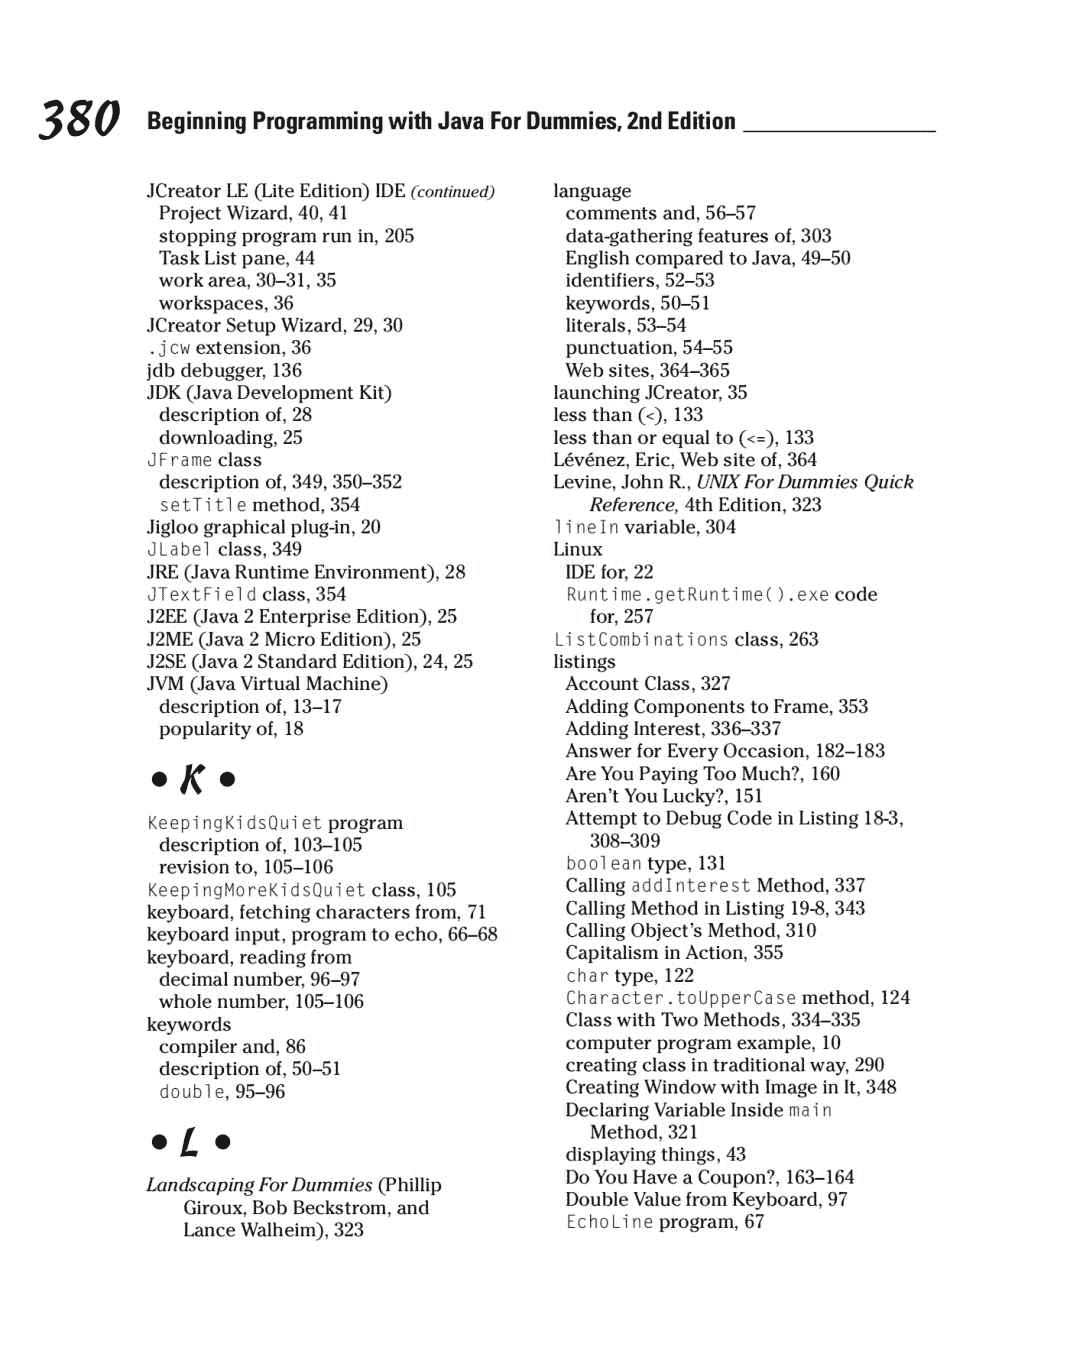 380 Beginning Programming with Java For Dummies, 2nd Edition
JCreator LE (Lite Edition) IDE (continued)
Project Wizard, 40, 41
stopping program run in, 205
Task List pane, 44
work area, 30–31, 35
workspaces, 36
JCreator Setup Wizard, 29, 30
.jcw extension, 36
jdb debugger, 136
JDK (Java Development Kit)
description of, 28
downloading, 25
JFrame class
description of, 349, 350–352
setTitle method, 354
Jigloo graphical plug-in, 20
JLabel class, 349
JRE (Java Runtime Environment), 28
JTextField class, 354
J2EE (Java 2 Enterprise Edition), 25
J2ME (Java 2 Micro Edition), 25
J2SE (Java 2 Standard Edition), 24, 25
JVM (Java Virtual Machine)
description of, 13–17
popularity of, 18
• K •
KeepingKidsQuiet program
description of, 103–105
revision to, 105–106
KeepingMoreKidsQuiet class, 105
keyboard, fetching characters from, 71
keyboard input, program to echo, 66–68
keyboard, reading from
decimal number, 96–97
whole number, 105–106
keywords
compiler and, 86
description of, 50–51
double, 95–96
• L •
Landscaping For Dummies (Phillip
Giroux, Bob Beckstrom, and
Lance Walheim), 323
language
comments and, 56–57
data-gathering features of, 303
English compared to Java, 49–50
identifiers, 52–53
keywords, 50–51
literals, 53–54
punctuation, 54–55
Web sites, 364–365
launching JCreator, 35
less than (<), 133
less than or equal to (<=), 133
Lévénez, Eric, Web site of, 364
Levine, John R., UNIX For Dummies Quick
Reference, 4th Edition, 323
lineIn variable, 304
Linux
IDE for, 22
Runtime.getRuntime().exe code
for, 257
ListCombinations class, 263
listings
Account Class, 327
Adding Components to Frame, 353
Adding Interest, 336–337
Answer for Every Occasion, 182–183
Are You Paying Too Much?, 160
Aren’t You Lucky?, 151
Attempt to Debug Code in Listing 18-3,
308–309
boolean type, 131
Calling addInterest Method, 337
Calling Method in Listing 19-8, 343
Calling Object’s Method, 310
Capitalism in Action, 355
char type, 122
Character.toUpperCase method, 124
Class with Two Methods, 334–335
computer program example, 10
creating class in traditional way, 290
Creating Window with Image in It, 348
Declaring Variable Inside main
Method, 321
displaying things, 43
Do You Have a Coupon?, 163–164
Double Value from Keyboard, 97
EchoLine program, 67